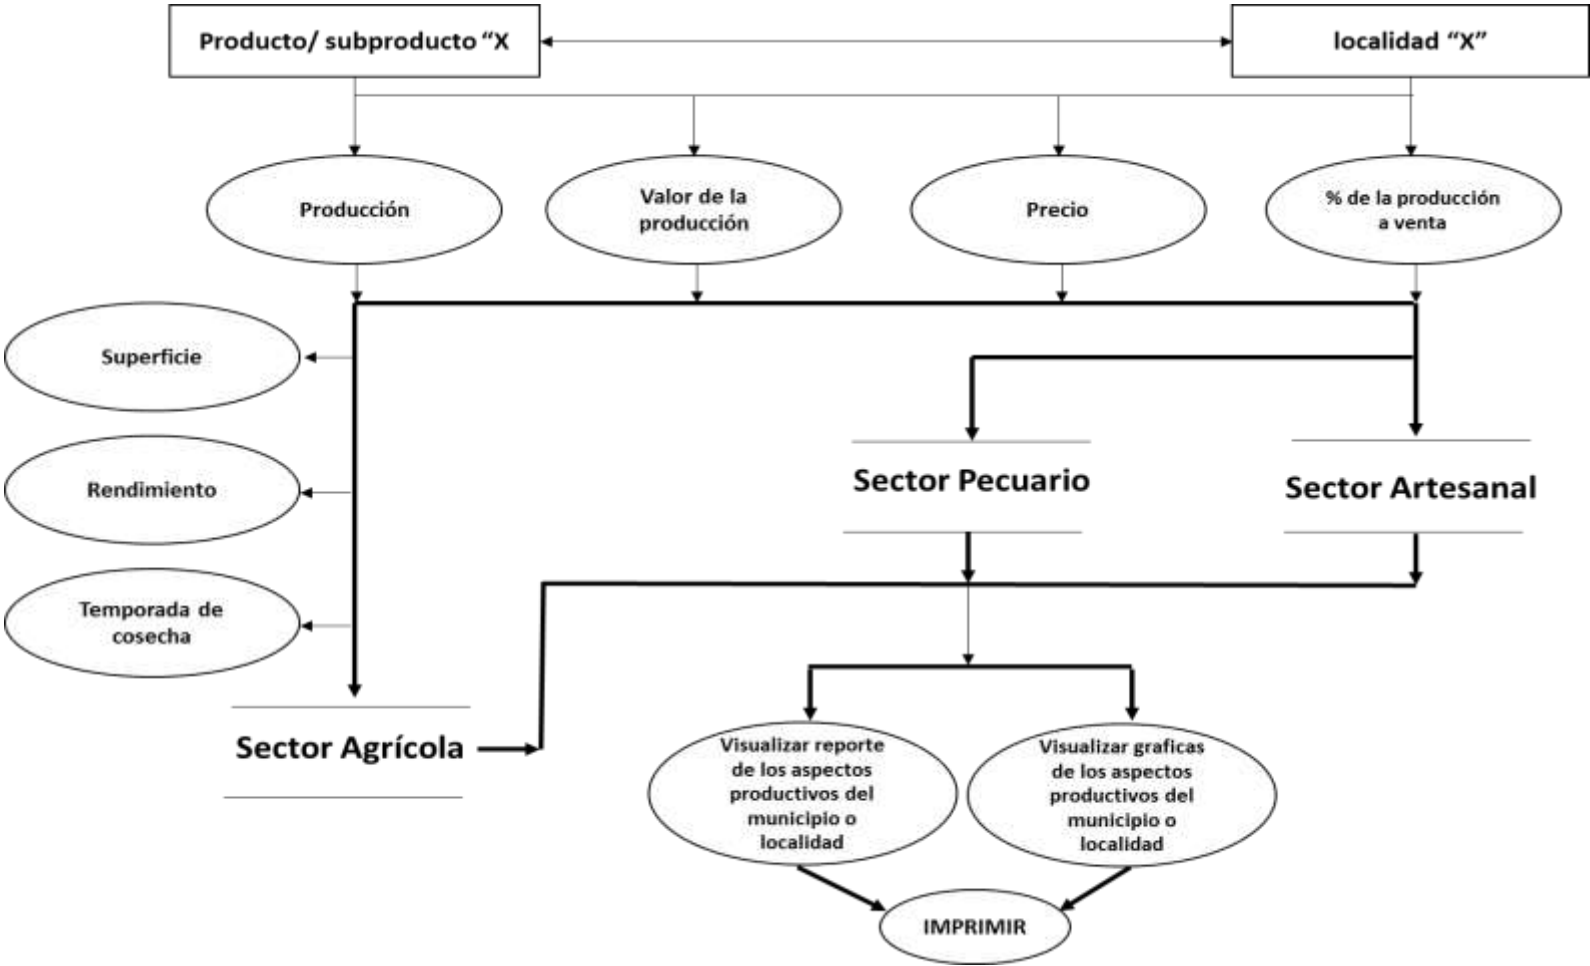 Producto/ subproducto “X
localidad “X”
Producción
Valor de la
producción
Precio
% de la producción
a venta
Superficie
Rendimiento
Temporada de
cosecha
Sector Pecuario
Sector Artesanal
Sector Agrícola
Visualizar reporte
de los aspectos
productivos del
municipio o
localidad
Visualizar graficas
de los aspectos
productivos del
municipio o
localidad
IMPRIMIR